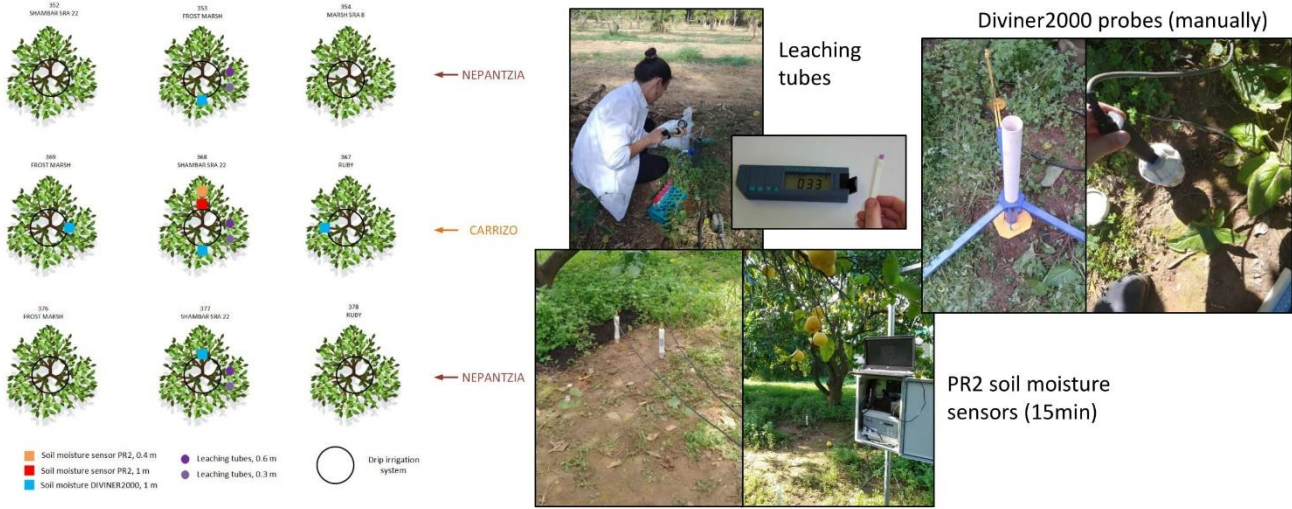 352
SHAMBAR SRA 22
353
FROST MARSH
354
MARSH SRA 8
NEPANTZIA
369
FROST MARSH
368
SHAMBAR SRA 22
367
RUBY
CARRIZO
376
FROST MARSH
377
SHAMBAR SRA 22
378
RUBY
NEPANTZIA
Soil moisture sensor PR2, 0.4 m
Soil moisture sensor PR2, 1 m
Soil moisture DIVINER2000, 1 m
Leaching tubes, 0.6 m
Leaching tubes, 0.3 m
Drip irrigation
system
Leaching
tubes
033
Diviner2000 probes (manually)
PR2 soil moisture
sensors (15min)